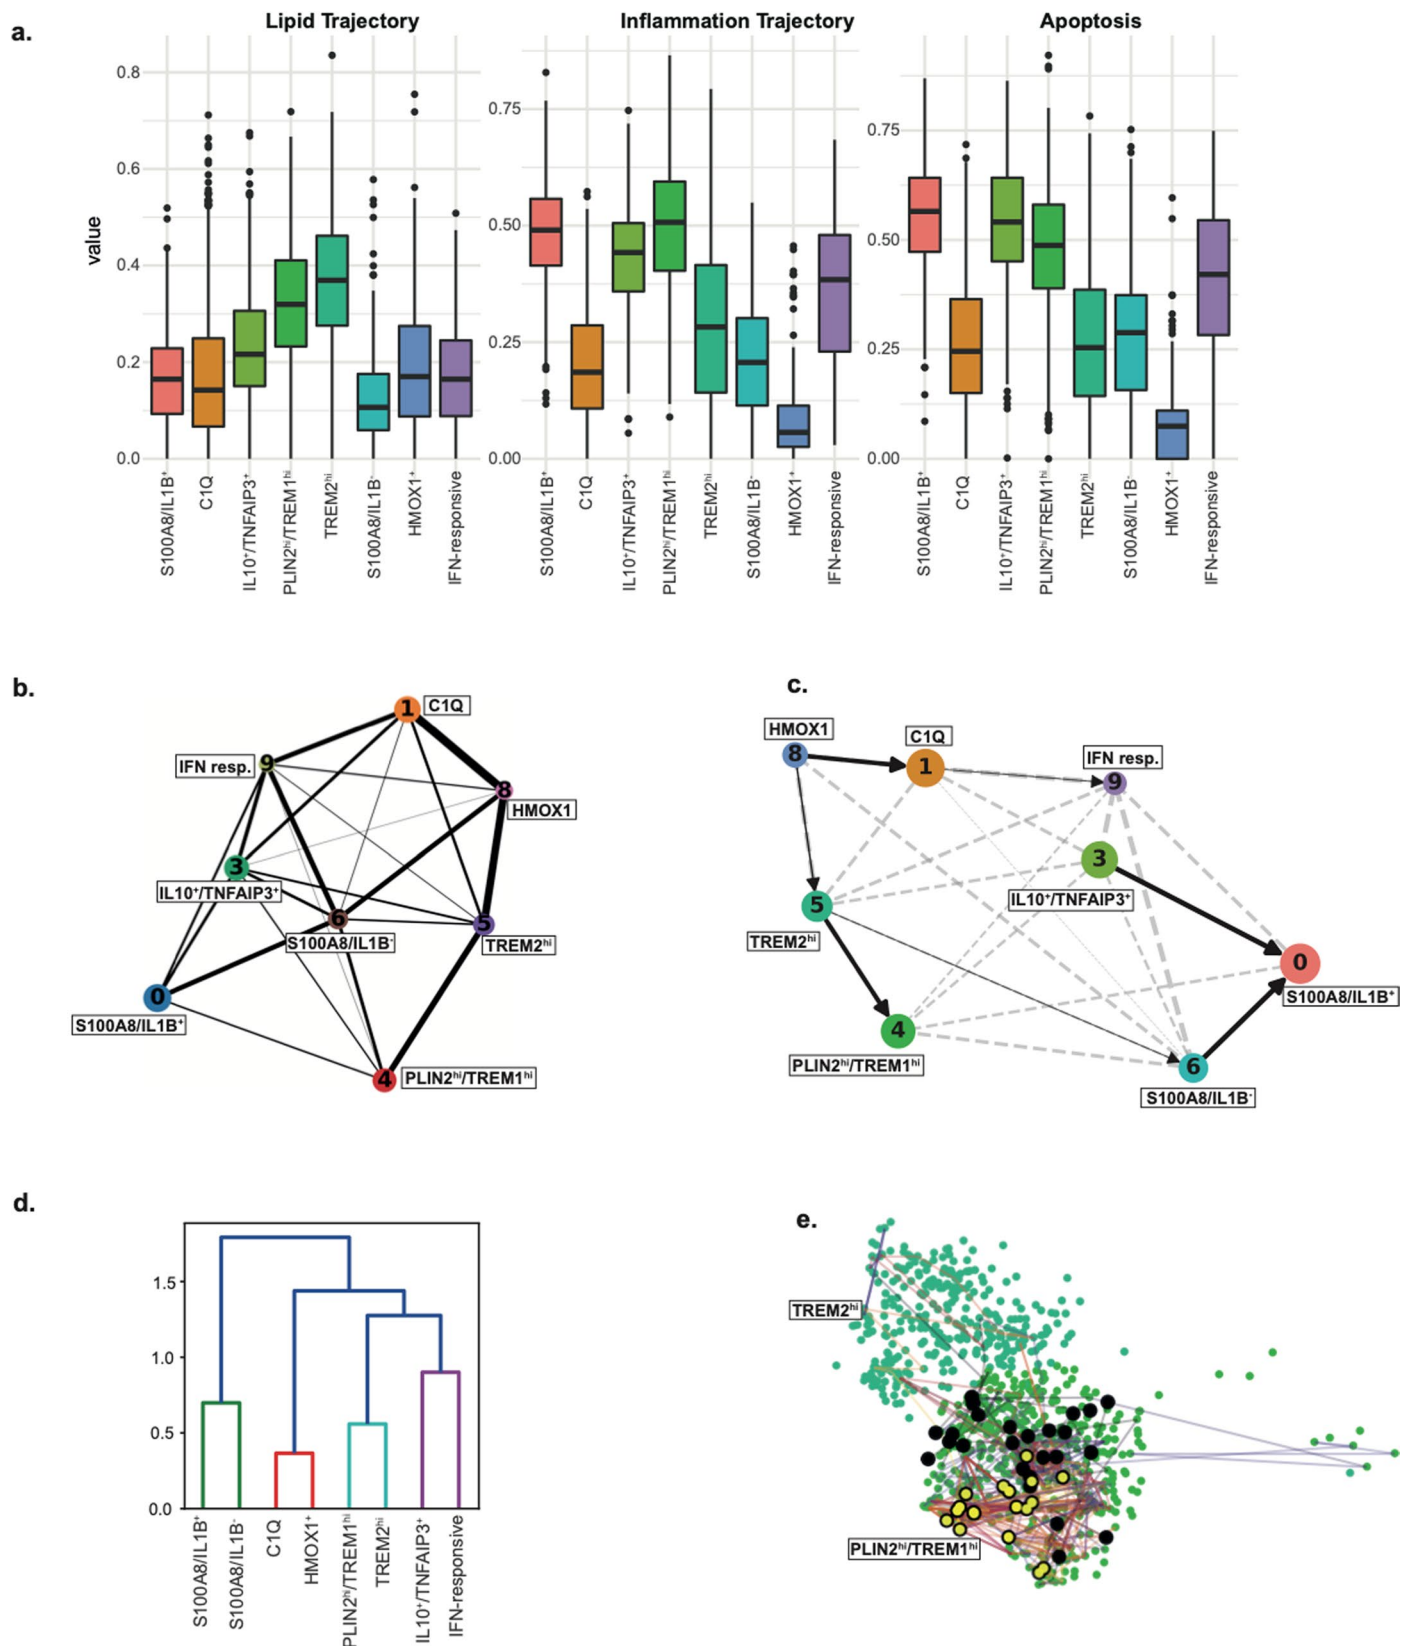 a.
Lipid Trajectory
Inflammation Trajectory
Apoptosis
value
0.8
0.6
0.4
0.2
0.0
0.75
0.50
0.25
0.00
0.75
0.50
0.25
0.00
S100A8/IL1B⁺
C1Q
IL10⁺/TNFAIP3⁺
PLIN2ʰⁱ/TREM1ʰⁱ
TREM2ʰⁱ
S100A8/IL1B⁻
HMOX1⁺
IFN-responsive
S100A8/IL1B⁺
C1Q
IL10⁺/TNFAIP3⁺
PLIN2ʰⁱ/TREM1ʰⁱ
TREM2ʰⁱ
S100A8/IL1B⁻
HMOX1⁺
IFN-responsive
S100A8/IL1B⁺
C1Q
IL10⁺/TNFAIP3⁺
PLIN2ʰⁱ/TREM1ʰⁱ
TREM2ʰⁱ
S100A8/IL1B⁻
HMOX1⁺
IFN-responsive
b.
1
C1Q
IFN resp.
9
8
HMOX1
3
IL10⁺/TNFAIP3⁺
6
S100A8/IL1B⁻
5
TREM2ʰⁱ
0
S100A8/IL1B⁺
4
PLIN2ʰⁱ/TREM1ʰⁱ
c.
HMOX1
8
C1Q
1
IFN resp.
9
3
IL10⁺/TNFAIP3⁺
5
TREM2ʰⁱ
0
S100A8/IL1B⁺
4
PLIN2ʰⁱ/TREM1ʰⁱ
6
S100A8/IL1B⁻
d.
1.5
1.0
0.5
0.0
S100A8/IL1B⁺
S100A8/IL1B⁻
C1Q
HMOX1⁺
PLIN2ʰⁱ/TREM1ʰⁱ
TREM2ʰⁱ
IL10⁺/TNFAIP3⁺
IFN-responsive
e.
TREM2ʰⁱ
PLIN2ʰⁱ/TREM1ʰⁱ